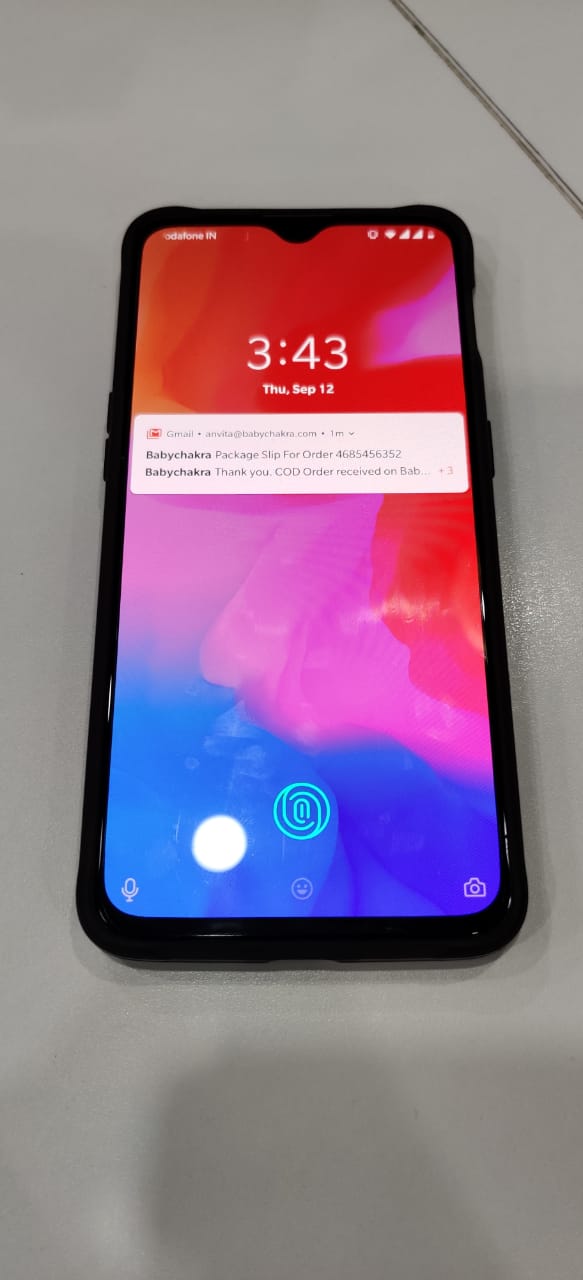 odafone IN
3:43
Thu, Sep 12
Gmail • anvita@babychakra.com • 1m
Babychakra Package Slip For Order 4685456352
Babychakra Thank you. COD Order received on Bab... +3